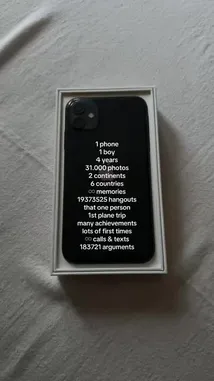 1 phone
1 boy
4 years
31.000 photos
2 continents
6 countries
∞ memories
19373525 hangouts
that one person
1st plane trip
many achievements
lots of first times
∞ calls & texts
183721 arguments